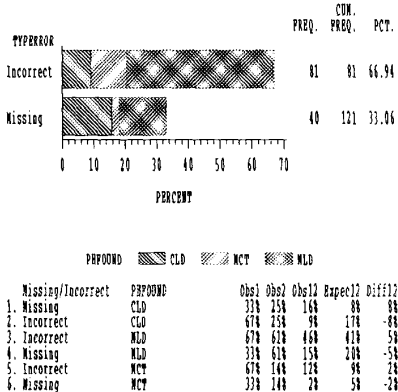 CUM.
FREQ. FREQ. PCT.
TYPERROR
Incorrect 81 81 66.94
Missing 40 121 33.06
0 10 20 30 40 50 60 70
PERCENT
PHFOUND CLD MCT MLD
Missing/Incorrect PHFOUND Obs1 Obs2 Obs12 Expec12 Diff12
1. Missing CLD 33% 25% 16% 8% 8%
2. Incorrect CLD 67% 25% 9% 17% -8%
3. Incorrect MLD 67% 61% 46% 41% 5%
4. Missing MLD 33% 61% 15% 20% -5%
5. Incorrect MCT 67% 14% 12% 9% 2%
6. Missing MCT 33% 14% 2% 5% -2%